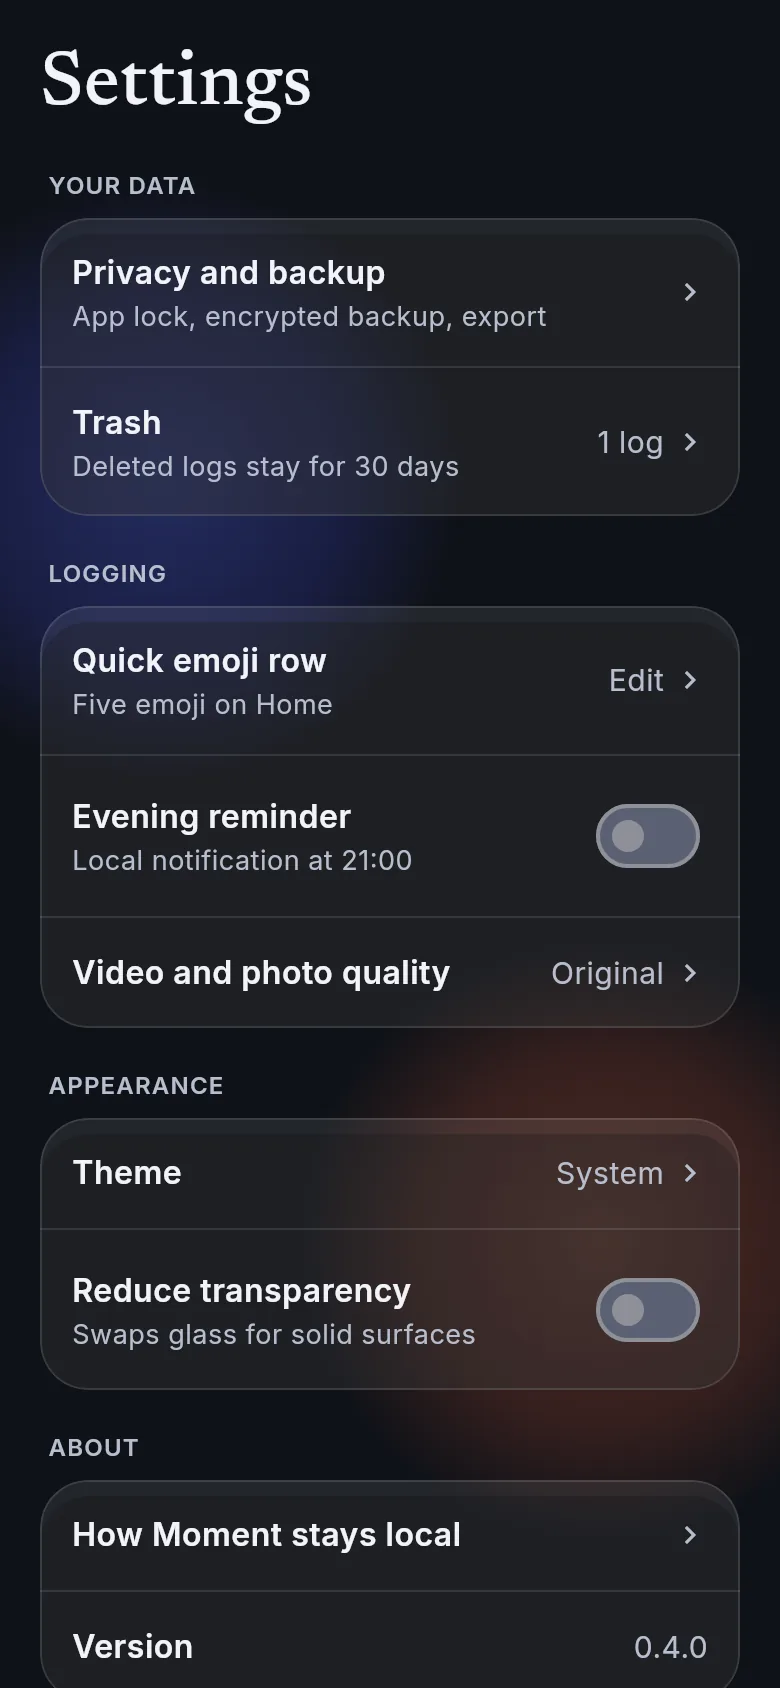 Settings
YOUR DATA
Privacy and backup
App lock, encrypted backup, export
Trash
Deleted logs stay for 30 days
1 log
LOGGING
Quick emoji row
Five emoji on Home
Edit
Evening reminder
Local notification at 21:00
Video and photo quality
Original
APPEARANCE
Theme
System
Reduce transparency
Swaps glass for solid surfaces
ABOUT
How Moment stays local
Version
0.4.0